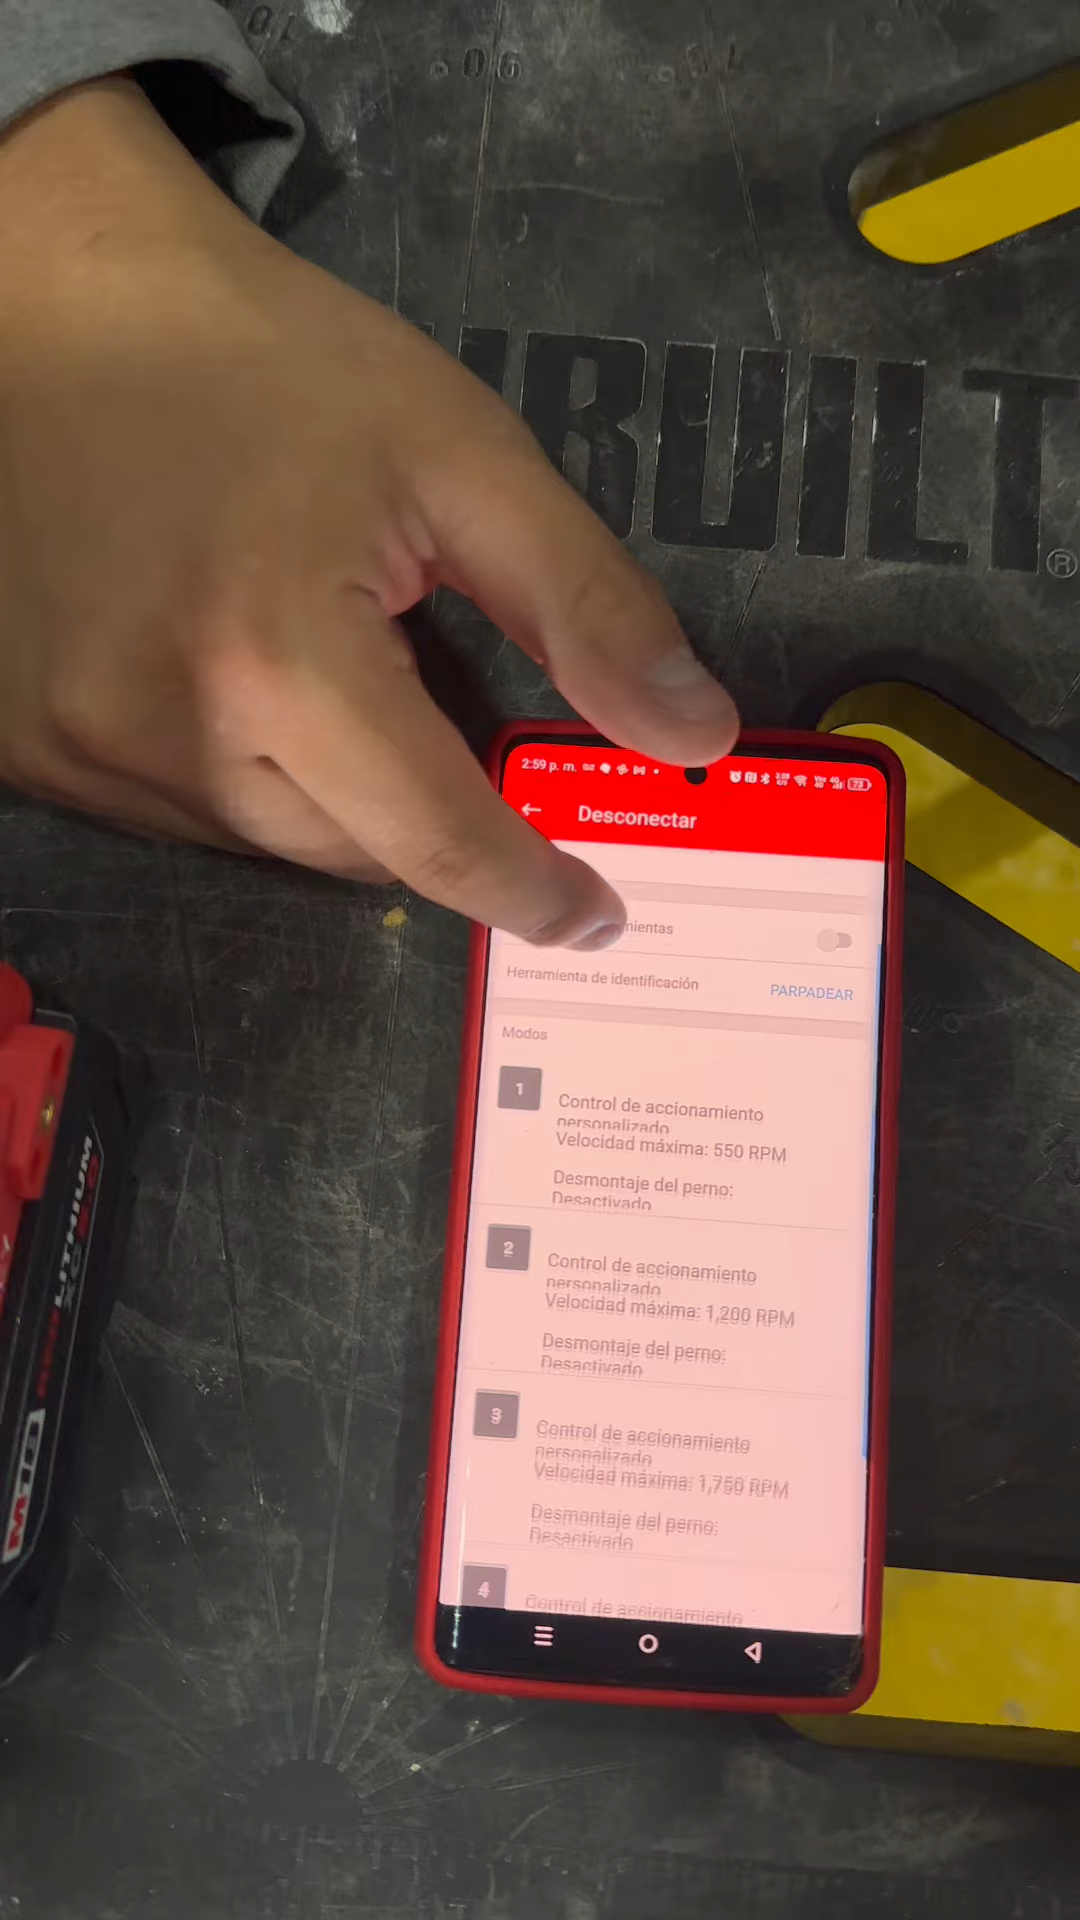 BUILT
®
2:59 p. m.
73
Desconectar
mientas
Herramienta de identificación
PARPADEAR
Modos
1
Control de accionamiento
personalizado
Velocidad máxima: 550 RPM
Desmontaje del perno:
Desactivado
2
Control de accionamiento
personalizado
Velocidad máxima: 1,200 RPM
Desmontaje del perno:
Desactivado
3
Control de accionamiento
personalizado
Velocidad máxima: 1,750 RPM
Desmontaje del perno:
Desactivado
4
Control de accionamiento
M18
LITHIUM